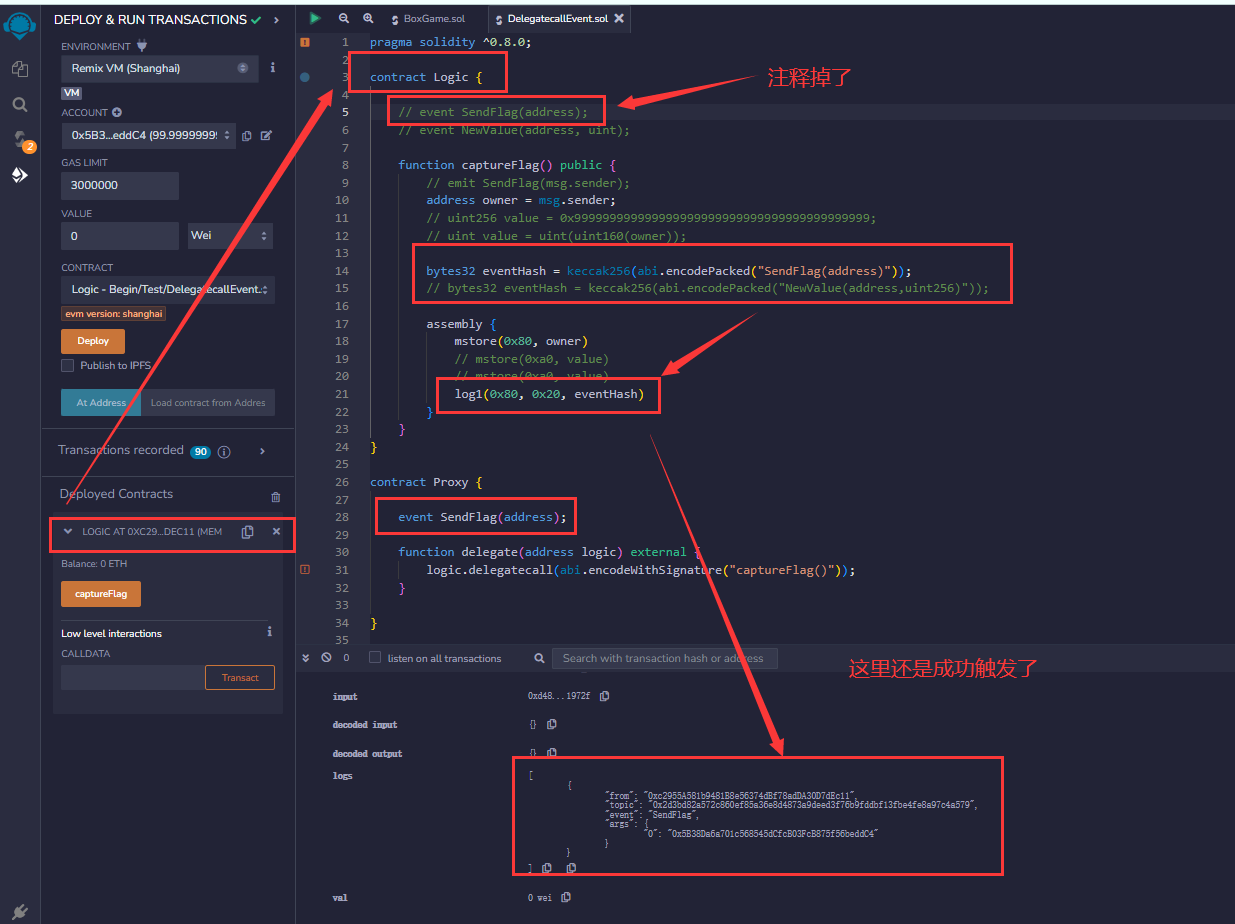 DEPLOY & RUN TRANSACTIONS
ENVIRONMENT
Remix VM (Shanghai)
VM
ACCOUNT
0x5B3...eddC4 (99.99999999
GAS LIMIT
3000000
VALUE
0
Wei
CONTRACT
Logic - Begin/Test/DelegatecallEvent.
evm version: shanghai
Deploy
Publish to IPFS
At Address
Load contract from Addres
Transactions recorded 90
Deployed Contracts
LOGIC AT 0XC29...DEC11 (MEM
Balance: 0 ETH
captureFlag
Low level interactions
CALLDATA
Transact
2
BoxGame.sol
DelegatecallEvent.sol
1 pragma solidity ^0.8.0;
2
3 contract Logic {
4
5 // event SendFlag(address);
6 // event NewValue(address, uint);
7
8 function captureFlag() public {
9 // emit SendFlag(msg.sender);
10 address owner = msg.sender;
11
12 // uint value = uint(uint160(owner));
13
14 bytes32 eventHash = keccak256(abi.encodePacked("SendFlag(address)"));
15 // bytes32 eventHash = keccak256(abi.encodePacked("NewValue(address,uint256)"));
16
17 assembly {
18 mstore(0x80, owner)
19 // mstore(0xa0, value)
20 // mstore(0xa0, value)
21 log1(0x80, 0x20, eventHash)
22 }
23 }
24 }
25
26 contract Proxy {
27
28 event SendFlag(address);
29
30 function delegate(address logic) external {
31 logic.delegatecall(abi.encodeWithSignature("captureFlag()"));
32 }
33
34 }
35
注释掉了
0
listen on all transactions
Search with transaction hash or address
这里还是成功触发了
input 0xd48...1972f
decoded input {}
decoded output {}
logs [
{
"from": "0xc2955A581b9481B8e56374dBf78adDA30D7dEc11",
"topic": "0x2d3bd82a572c860ef85a36e8d4873a9deed3f76b9fddbf13fbe4fe8a97c4a579",
"event": "SendFlag",
"args": {
"0": "0x5B38Da6a701c568545dCfcB03FcB875f56beddC4"
}
}
]
val 0 wei